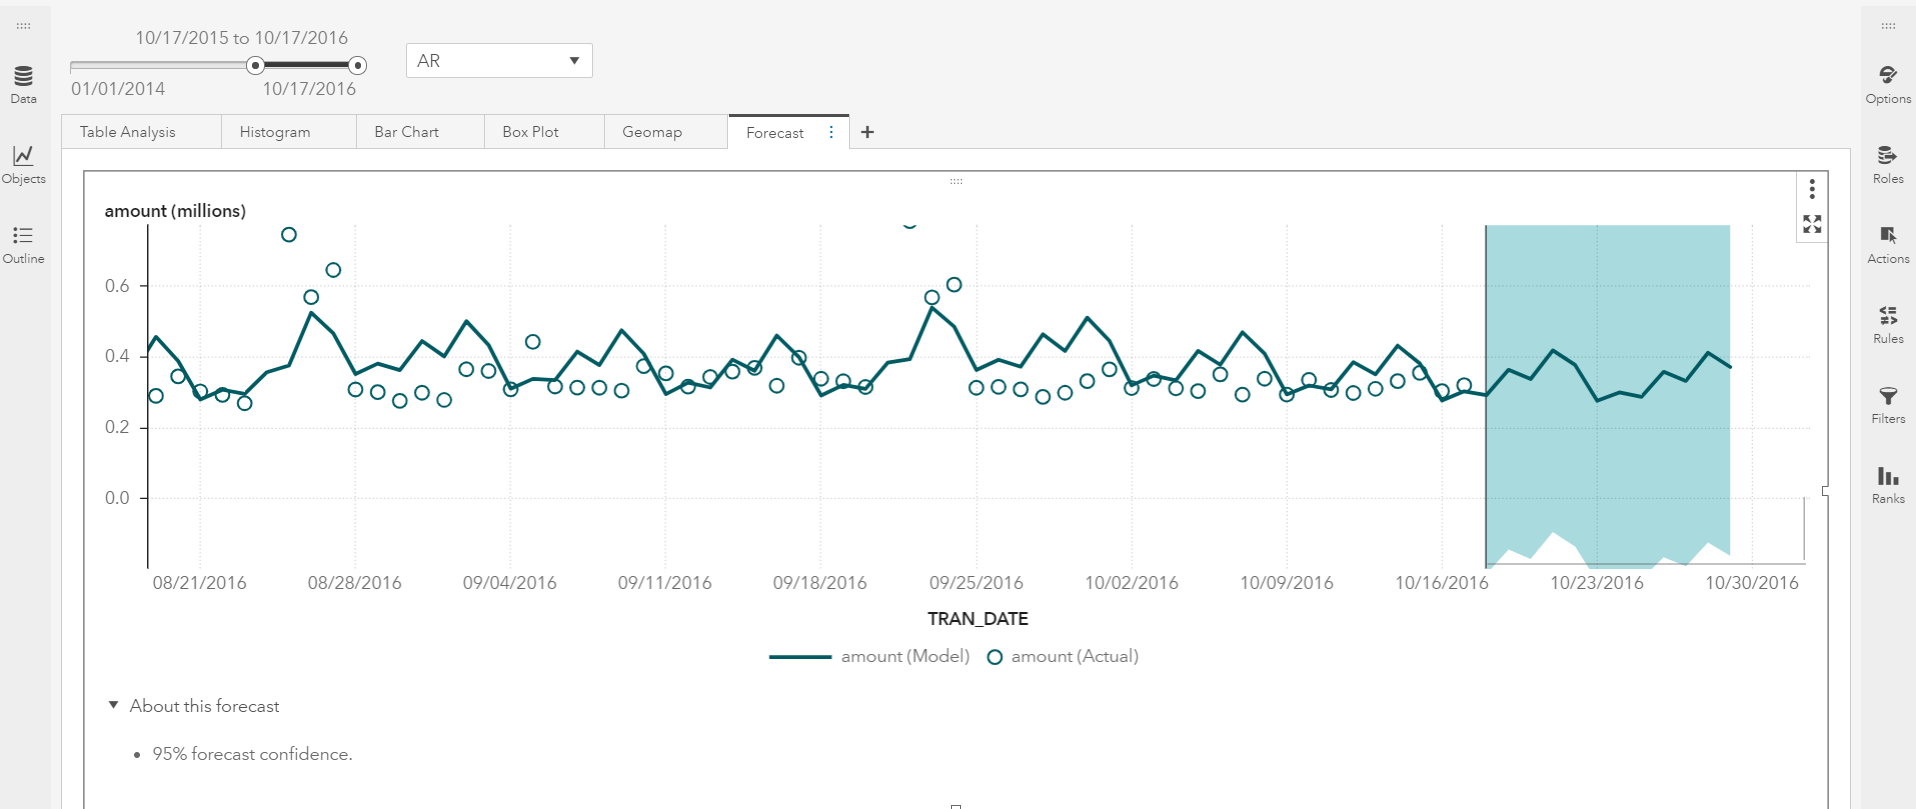 10/17/2015 to 10/17/2016
01/01/2014 10/17/2016
AR
Data
Objects
Outline
Table Analysis Histogram Bar Chart Box Plot Geomap Forecast
amount (millions)
0.6
0.4
0.2
0.0
08/21/2016 08/28/2016 09/04/2016 09/11/2016 09/18/2016 09/25/2016 10/02/2016 10/09/2016 10/16/2016 10/23/2016 10/30/2016
TRAN_DATE
amount (Model) amount (Actual)
About this forecast
• 95% forecast confidence.
Options
Roles
Actions
Rules
Filters
Ranks